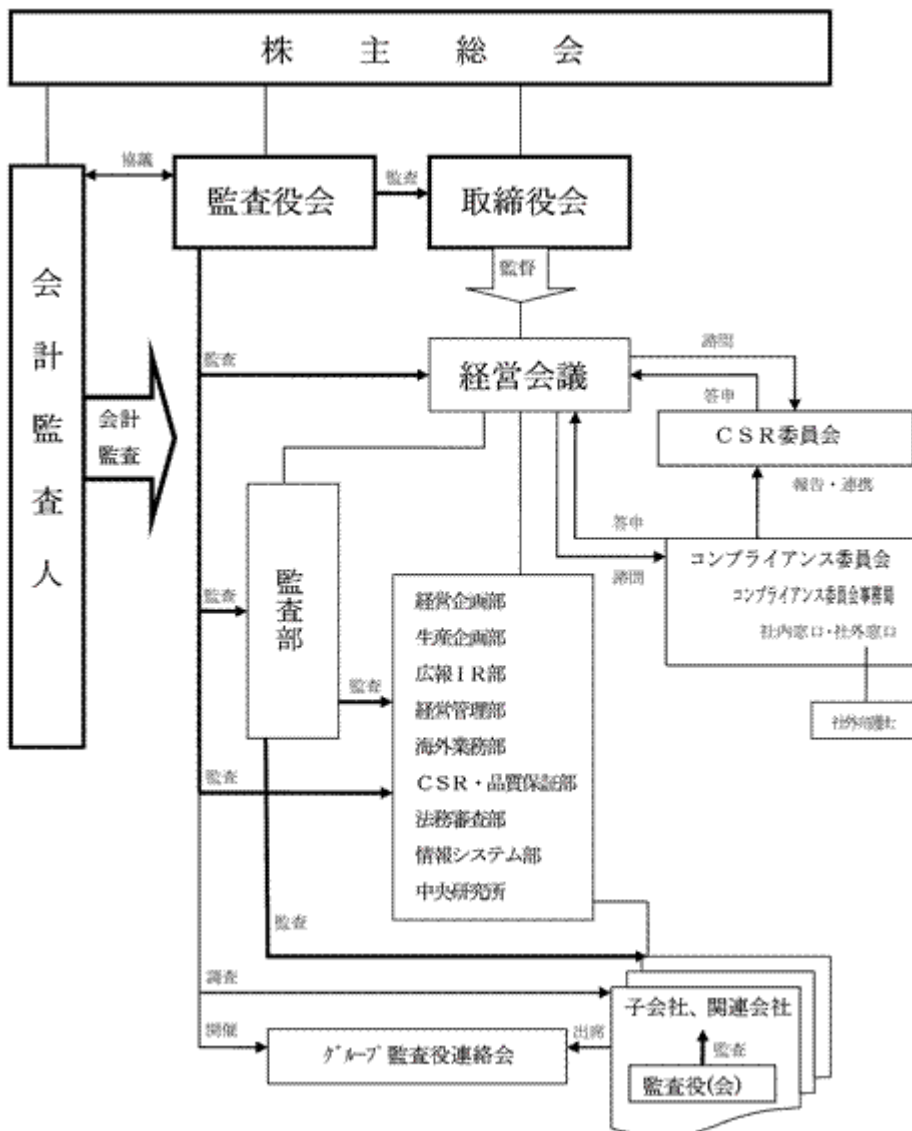 株主総会
協議
監査役会
監査
取締役会
会計監査人
監督
監査
経営会議
諮問
答申
会計
監査
CSR委員会
報告・連携
答申
諮問
コンプライアンス委員会
コンプライアンス委員会事務局
社内窓口・社外窓口
監査部
監査
監査
経営企画部
生産企画部
広報IR部
経営管理部
海外業務部
CSR・品質保証部
法務審査部
情報システム部
中央研究所
監査
監査
調査
子会社、関連会社
監査
監査役(会)
開催
グループ監査役連絡会
出席